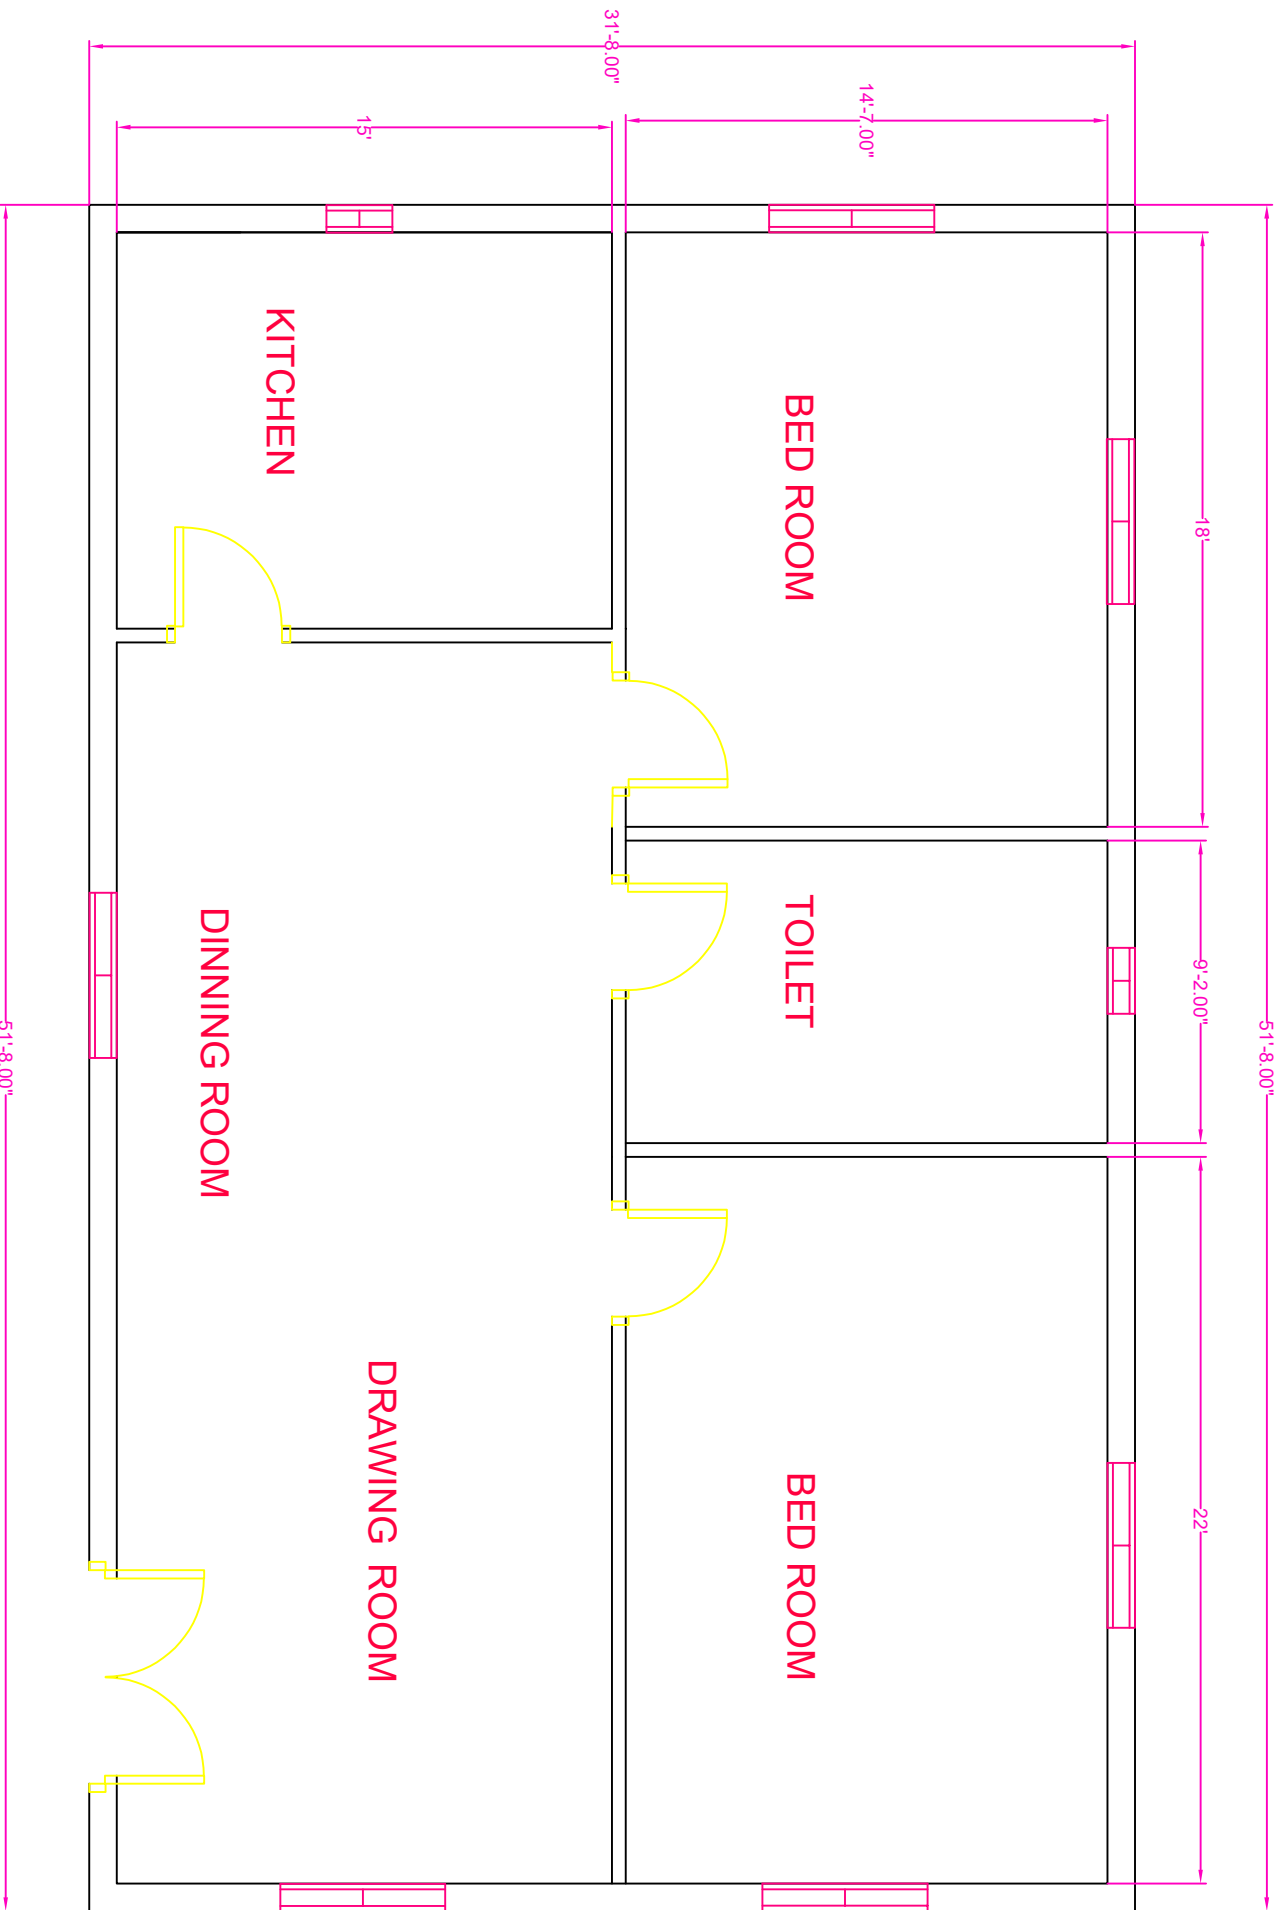 51'-8.00"
18'
9'-2.00"
22'
31'-8.00"
14'-7.00"
15'
BED ROOM
TOILET
BED ROOM
KITCHEN
DINNING ROOM
DRAWING ROOM
51'-8.00"